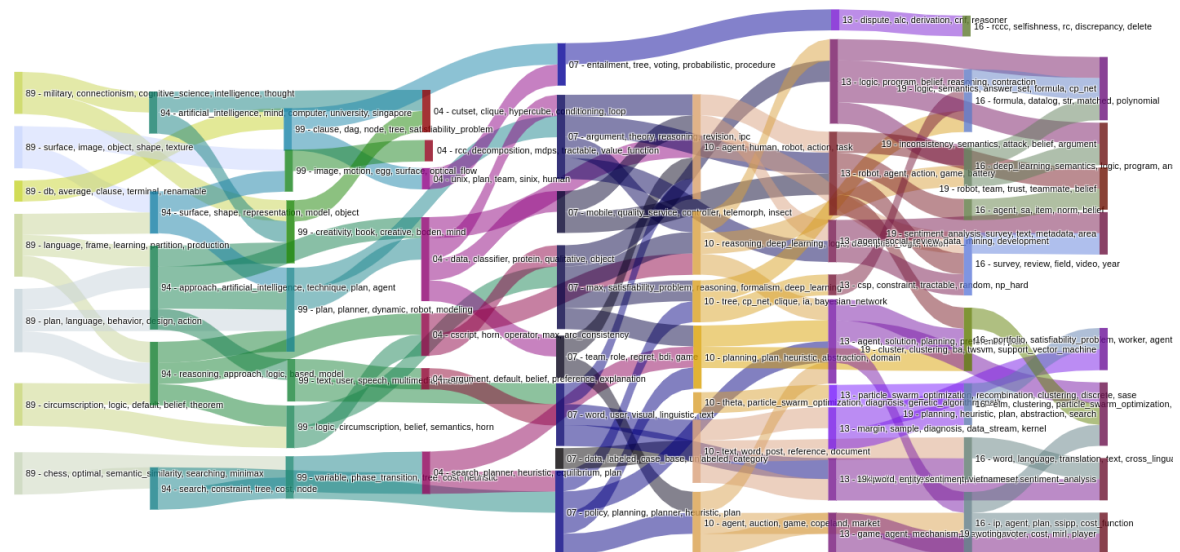 89 - military, connectionism, cognitive_science, intelligence, thought
89 - surface, image, object, shape, texture
89 - db, average, clause, terminal, renamable
89 - language, frame, learning, partition, production
89 - plan, language, behavior, design, action
89 - circumscription, logic, default, belief, theorem
89 - chess, optimal, semantic_similarity, searching, minimax
94 - artificial_intelligence, mind, computer, university, singapore
94 - surface, shape, representation, model, object
94 - approach, artificial_intelligence, technique, plan, agent
94 - reasoning, approach, logic, based, model
94 - search, constraint, tree, cost, node
99 - clause, dag, node, tree, satisfiability_problem
99 - image, motion, egg, surface, optical_flow
99 - creativity, book, creative, boden, mind
99 - plan, planner, dynamic, robot, modeling
99 - text, user, speech, multimedia
99 - logic, circumscription, belief, semantics, horn
99 - variable, phase_transition, tree, cost, heuristic
04 - cutset, clique, hypercube, conditioning, loop
04 - rcc, decomposition, mdps, tractable, value_function
04 - unix, plan, team, sinix, human
04 - data, classifier, protein, qualitative, object
04 - cscript, horn, operator, max, arc_consistency
04 - argument, default, belief, preference, explanation
04 - search, planner, heuristic, equilibrium, plan
07 - entailment, tree, voting, probabilistic, procedure
07 - argument, theory, reasoning, revision, ipc
07 - mobile, quality_service, controller, telemorph, insect
07 - max, satisfiability_problem, reasoning, formalism, deep_learning
07 - team, role, regret, bdi, game
07 - word, user, visual, linguistic, text
07 - data, labeled, case_base, unlabeled, category
07 - policy, planning, planner, heuristic, plan
10 - agent, human, robot, action, task
10 - reasoning, deep_learning, logic,
10 - tree, cp_net, clique, ia, bayesian_network
10 - planning, plan, heuristic, abstraction, domain
10 - theta, particle_swarm_optimization, diagnosis, genetic_algorithm,
10 - text, word, post, reference, document
10 - agent, auction, game, copeland, market
13 - dispute, alc, derivation, cnf, reasoner
13 - logic, program, belief, reasoning, contraction
13 - robot, agent, action, game, battery
13 - agent, social, review, data_mining, development
13 - csp, constraint, tractable, random, np_hard
13 - agent, solution, planning, preference,
13 - particle_swarm_optimization, recombination, clustering, discrete, sase
13 - margin, sample, diagnosis, data_stream, kernel
13 -
13 - game, agent, mechanism,
16 - rccc, selfishness, rc, discrepancy, delete
16 - formula, datalog, str, matched, polynomial
16 - deep_learning, semantics, logic, program, an
16 - agent, sa, item, norm, belief
16 - survey, review, field, video, year
16 - portfolio, satisfiability_problem, worker, agent
clustering, particle_swarm_optimization,
16 - word, language, translation, text, cross_lingua
16 - ip, agent, plan, ssipp, cost_function
19 - logic, semantics, answer_set, formula, cp_net
19 - inconsistency, semantics, attack, belief, argument
19 - robot, team, trust, teammate, belief
19 - sentiment_analysis, survey, text, metadata, area
19 - cluster, clustering, ba, twsvm, support_vector_machine
19 - planning, heuristic, plan, abstraction, search
word, entity, sentiment, vietnamese, sentiment_analysis
voter, cost, mirl, player